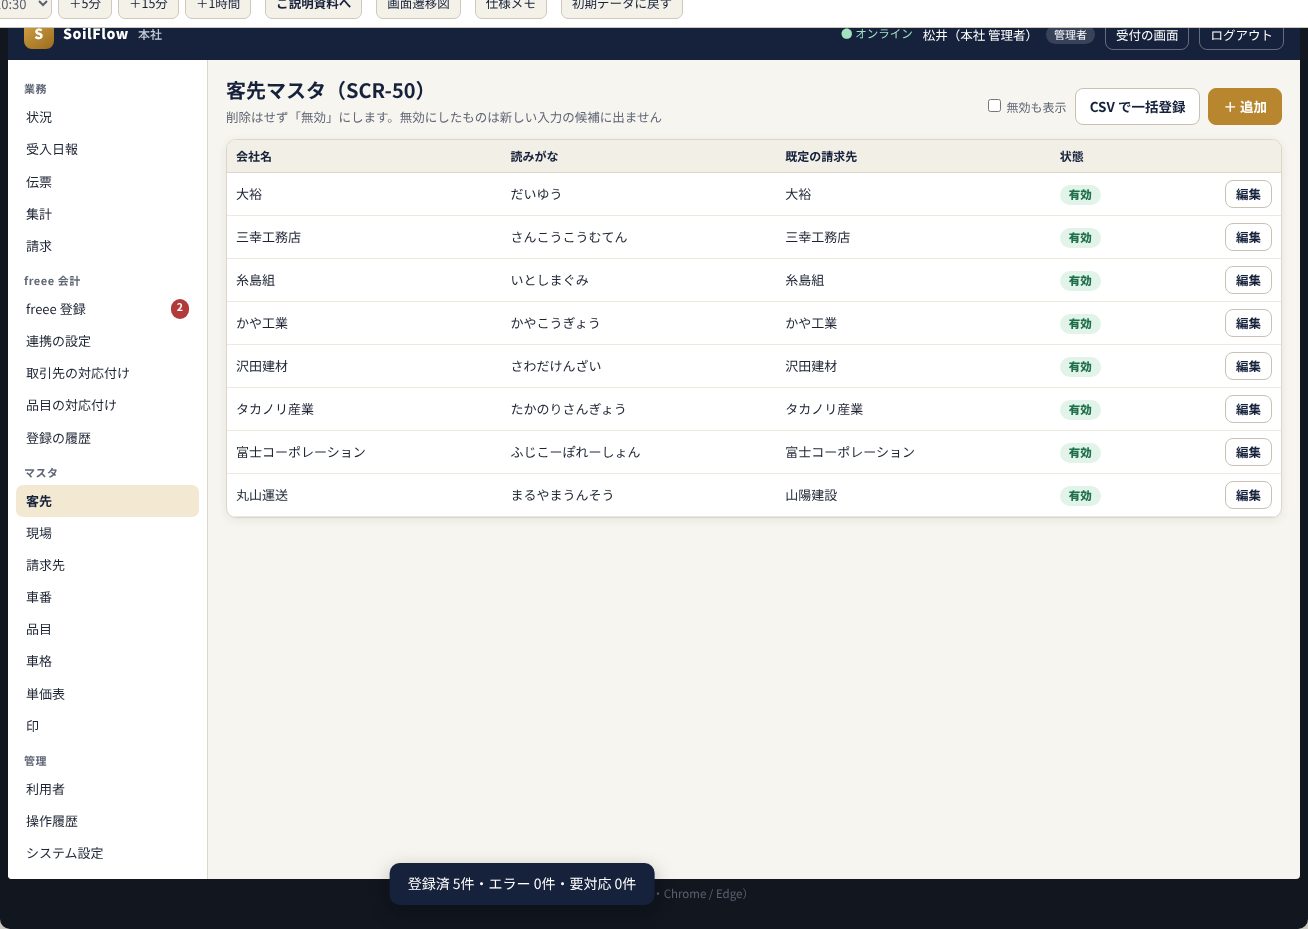 0:30 +5分 +15分 +1時間 ご説明資料へ 画面遷移図 仕様メモ 初期データに戻す
S SoilFlow 本社 オンライン 松井（本社 管理者） 管理者 受付の画面 ログアウト
業務
状況
受入日報
伝票
集計
請求
freee 会計
freee 登録 2
連携の設定
取引先の対応付け
品目の対応付け
登録の履歴
マスタ
客先
現場
請求先
車番
品目
車格
単価表
印
管理
利用者
操作履歴
システム設定
客先マスタ（SCR-50）
削除はせず「無効」にします。無効にしたものは新しい入力の候補に出ません
無効も表示 CSV で一括登録 ＋ 追加
会社名 読みがな 既定の請求先 状態
大裕 だいゆう 大裕 有効 編集
三幸工務店 さんこうこうむてん 三幸工務店 有効 編集
糸島組 いとしまぐみ 糸島組 有効 編集
かや工業 かやこうぎょう かや工業 有効 編集
沢田建材 さわだけんざい 沢田建材 有効 編集
タカノリ産業 たかのりさんぎょう タカノリ産業 有効 編集
富士コーポレーション ふじこーぽれーしょん 富士コーポレーション 有効 編集
丸山運送 まるやまうんそう 山陽建設 有効 編集
登録済 5件・エラー 0件・要対応 0件
・Chrome / Edge）